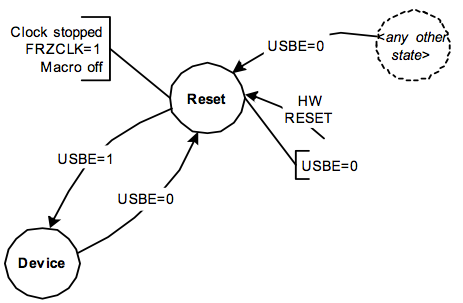 Clock stopped
FRZCLK=1
Macro off
USBE=0
<any other
state>
Reset
HW
RESET
USBE=1
USBE=0
USBE=0
Device